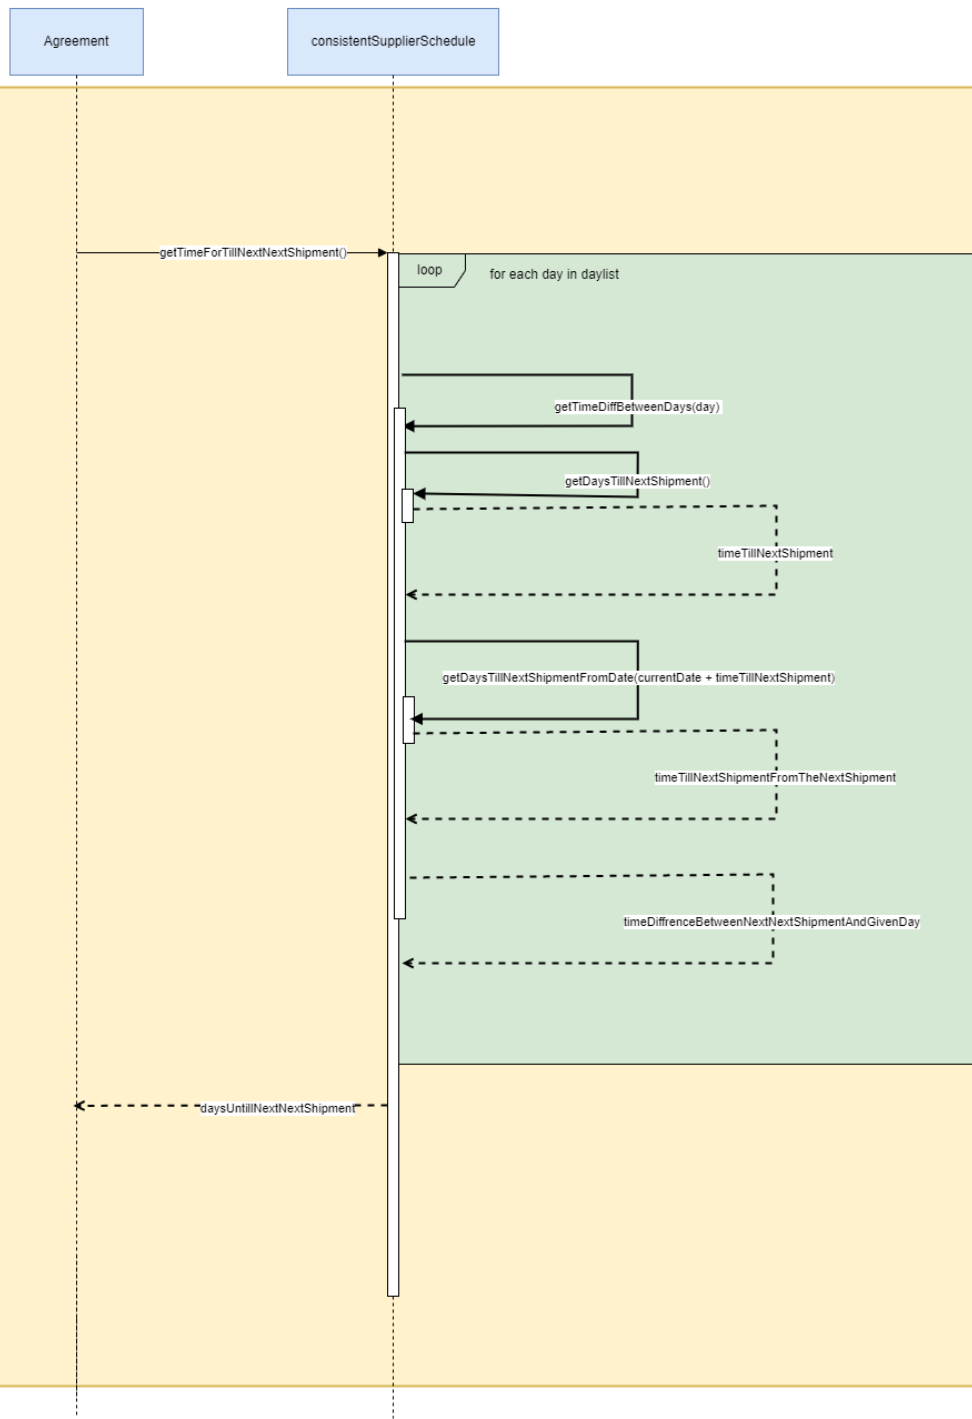 Agreement
consistentSupplierSchedule
getTimeForTillNextNextShipment()
loop
for each day in daylist
getTimeDiffBetweenDays(day)
getDaysTillNextShipment()
timeTillNextShipment
getDaysTillNextShipmentFromDate(currentDate + timeTillNextShipment)
timeTillNextShipmentFromTheNextShipment
timeDiffrenceBetweenNextNextShipmentAndGivenDay
daysUntillNextNextShipment